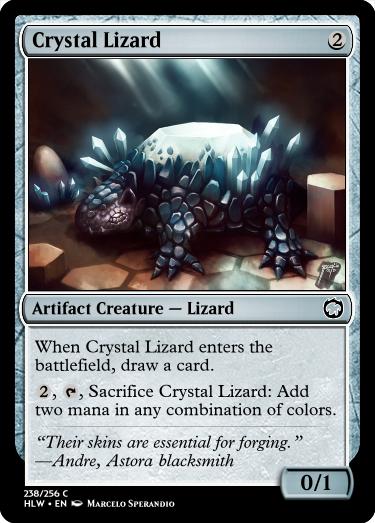 Crystal Lizard 2
Artifact Creature — Lizard
When Crystal Lizard enters the
battlefield, draw a card.
2, T, Sacrifice Crystal Lizard: Add
two mana in any combination of colors.
“Their skins are essential for forging.”
—Andre, Astora blacksmith
0/1
238/256 C
HLW • EN Marcelo Sperandio